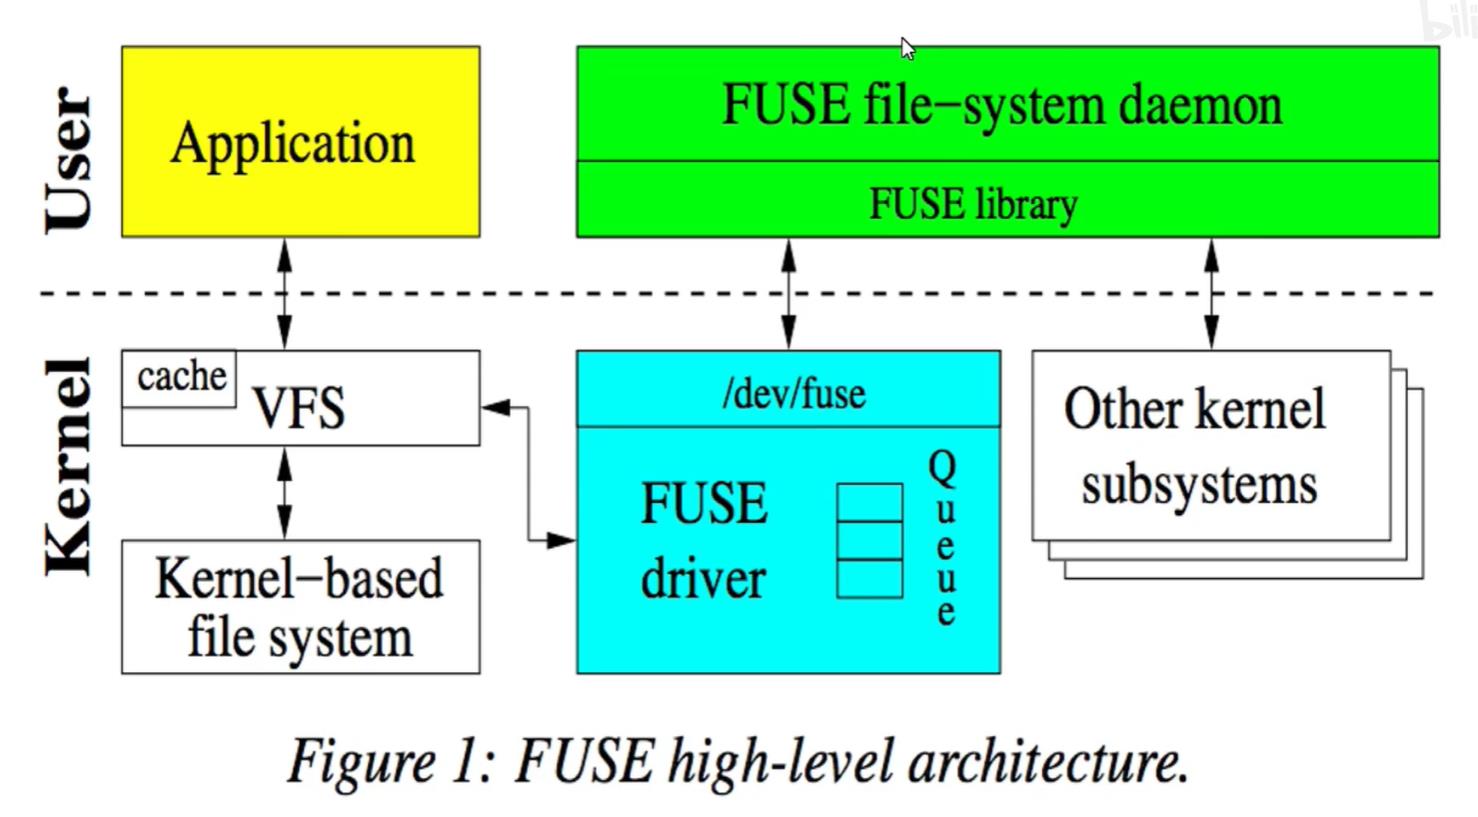 User
Application
FUSE file−system daemon
FUSE library
Kernel
cache
VFS
Kernel−based
file system
/dev/fuse
FUSE
driver
Queue
Other kernel
subsystems
Figure 1: FUSE high-level architecture.